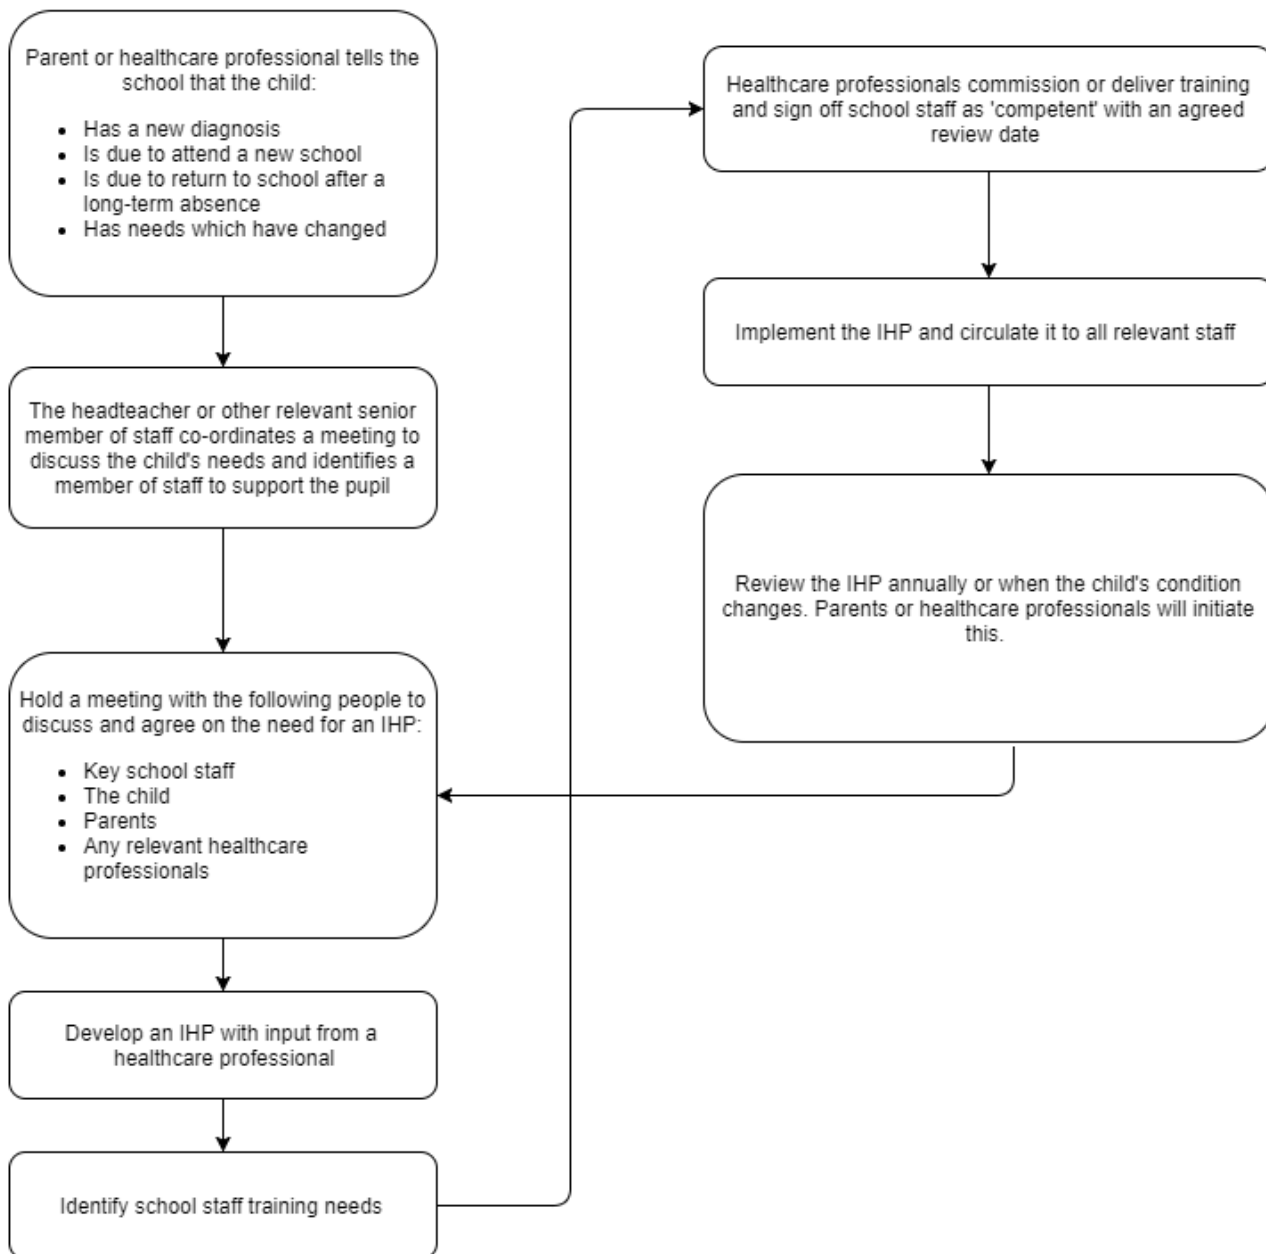 Parent or healthcare professional tells the
school that the child:
• Has a new diagnosis
• Is due to attend a new school
• Is due to return to school after a
long-term absence
• Has needs which have changed
The headteacher or other relevant senior
member of staff co-ordinates a meeting to
discuss the child's needs and identifies a
member of staff to support the pupil
Hold a meeting with the following people to
discuss and agree on the need for an IHP:
• Key school staff
• The child
• Parents
• Any relevant healthcare
professionals
Develop an IHP with input from a
healthcare professional
Identify school staff training needs
Healthcare professionals commission or deliver training
and sign off school staff as 'competent' with an agreed
review date
Implement the IHP and circulate it to all relevant staff
Review the IHP annually or when the child's condition
changes. Parents or healthcare professionals will initiate
this.